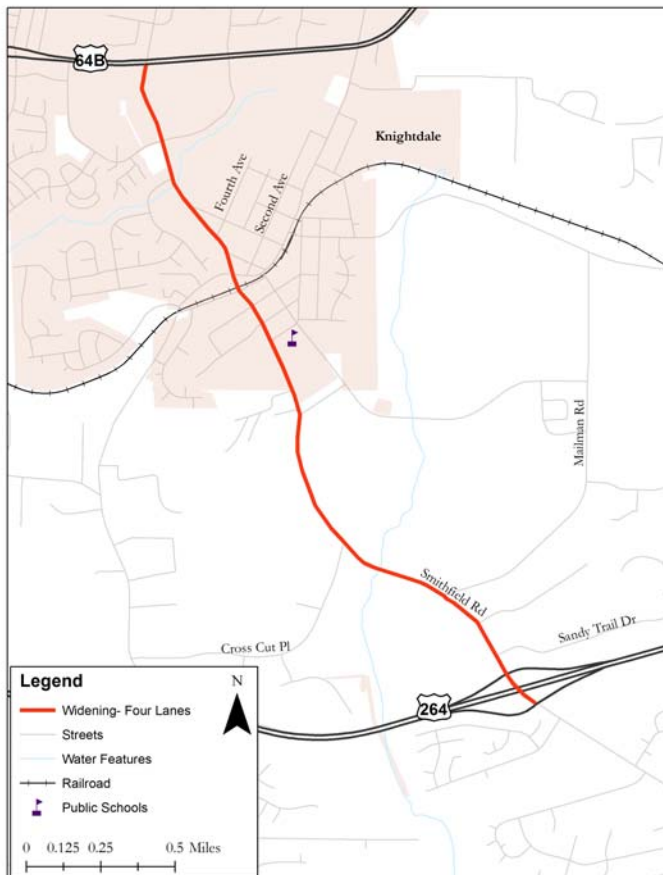 64B
Knightdale
Fourth Ave
Second Ave
Mailman Rd
Smithfield Rd
Sandy Trail Dr
Cross Cut Pl
264
Legend
N
Widening- Four Lanes
Streets
Water Features
Railroad
Public Schools
0 0.125 0.25 0.5 Miles